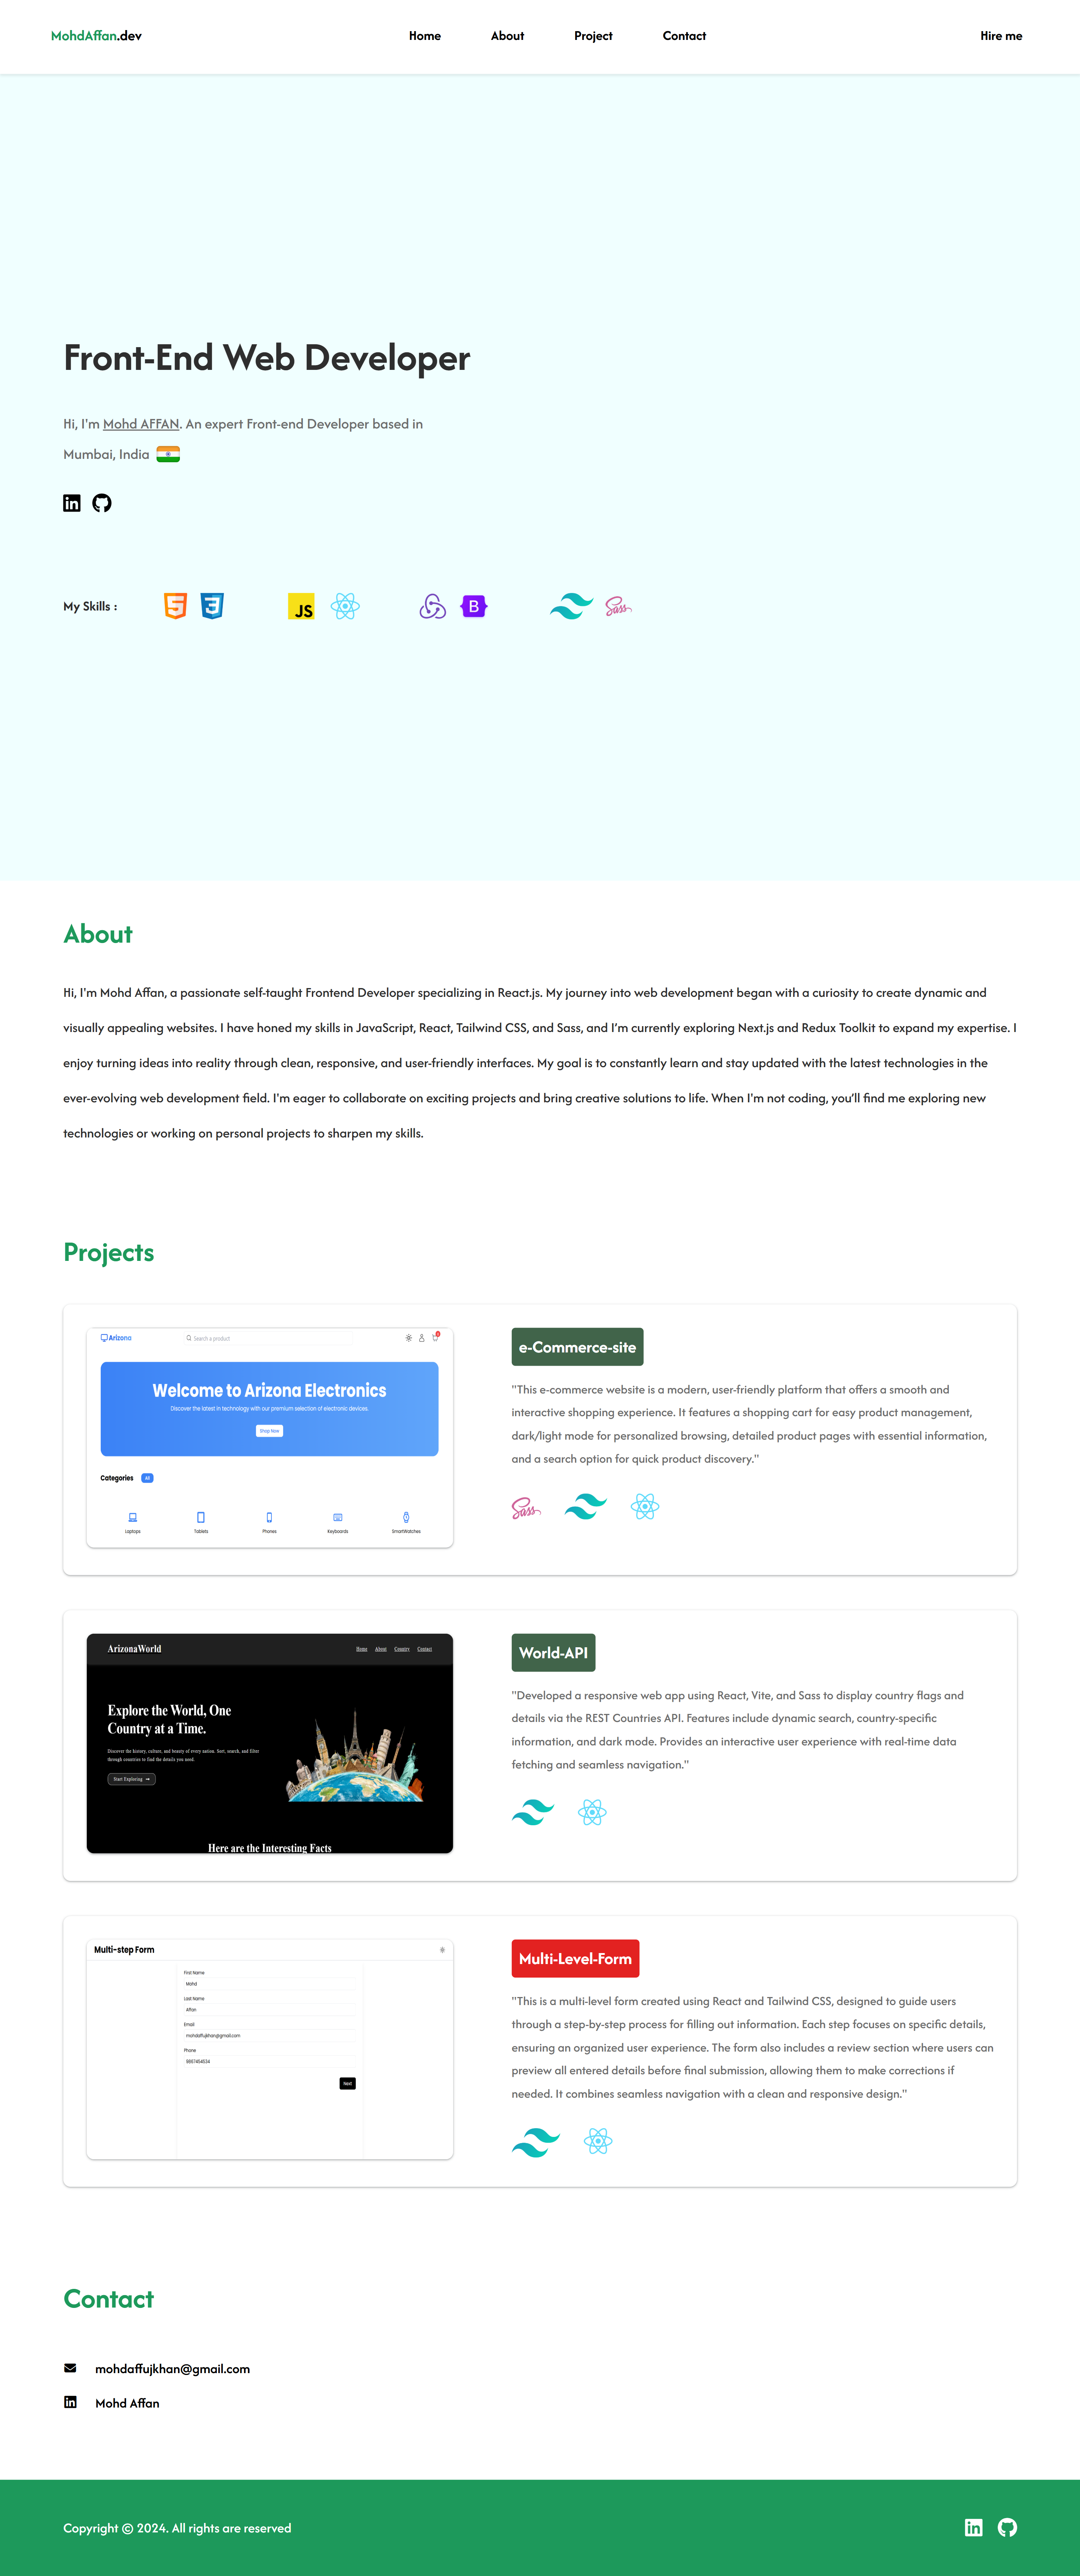 MohdAffan.dev
Home
About
Project
Contact
Hire me
Front-End Web Developer
Hi, I'm Mohd AFFAN. An expert Front-end Developer based in
Mumbai, India
My Skills :
JS
B
Sass
About
Hi, I'm Mohd Affan, a passionate self-taught Frontend Developer specializing in React.js. My journey into web development began with a curiosity to create dynamic and
visually appealing websites. I have honed my skills in JavaScript, React, Tailwind CSS, and Sass, and I’m currently exploring Next.js and Redux Toolkit to expand my expertise. I
enjoy turning ideas into reality through clean, responsive, and user-friendly interfaces. My goal is to constantly learn and stay updated with the latest technologies in the
ever-evolving web development field. I'm eager to collaborate on exciting projects and bring creative solutions to life. When I'm not coding, you’ll find me exploring new
technologies or working on personal projects to sharpen my skills.
Projects
Arizona
Search a product
Welcome to Arizona Electronics
Discover the latest in technology with our premium selection of electronic devices.
Shop Now
Categories
All
Laptops
Tablets
Phones
Keyboards
SmartWatches
e-Commerce-site
"This e-commerce website is a modern, user-friendly platform that offers a smooth and
interactive shopping experience. It features a shopping cart for easy product management,
dark/light mode for personalized browsing, detailed product pages with essential information,
and a search option for quick product discovery."
Sass
ArizonaWorld
Home
About
Country
Contact
Explore the World, One
Country at a Time.
Discover the history, culture, and beauty of every nation. Sort, search, and filter
through countries to find the details you need.
Start Exploring →
Here are the Interesting Facts
World-API
"Developed a responsive web app using React, Vite, and Sass to display country flags and
details via the REST Countries API. Features include dynamic search, country-specific
information, and dark mode. Provides an interactive user experience with real-time data
fetching and seamless navigation."
Multi-step Form
First Name
Mohd
Last Name
Affan
Email
mohdaffujkhan@gmail.com
Phone
9867454634
Next
Multi-Level-Form
"This is a multi-level form created using React and Tailwind CSS, designed to guide users
through a step-by-step process for filling out information. Each step focuses on specific details,
ensuring an organized user experience. The form also includes a review section where users can
preview all entered details before final submission, allowing them to make corrections if
needed. It combines seamless navigation with a clean and responsive design."
Contact
mohdaffujkhan@gmail.com
Mohd Affan
Copyright © 2024. All rights are reserved